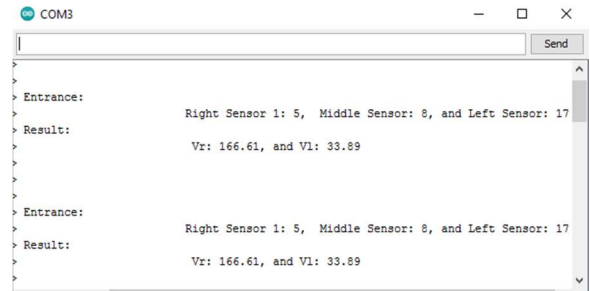 COM3
Send
>
>
> Entrance:
> Right Sensor 1: 5, Middle Sensor: 8, and Left Sensor: 17
> Result:
> Vr: 166.61, and Vl: 33.89
>
>
>
> Entrance:
> Right Sensor 1: 5, Middle Sensor: 8, and Left Sensor: 17
> Result:
> Vr: 166.61, and Vl: 33.89
>